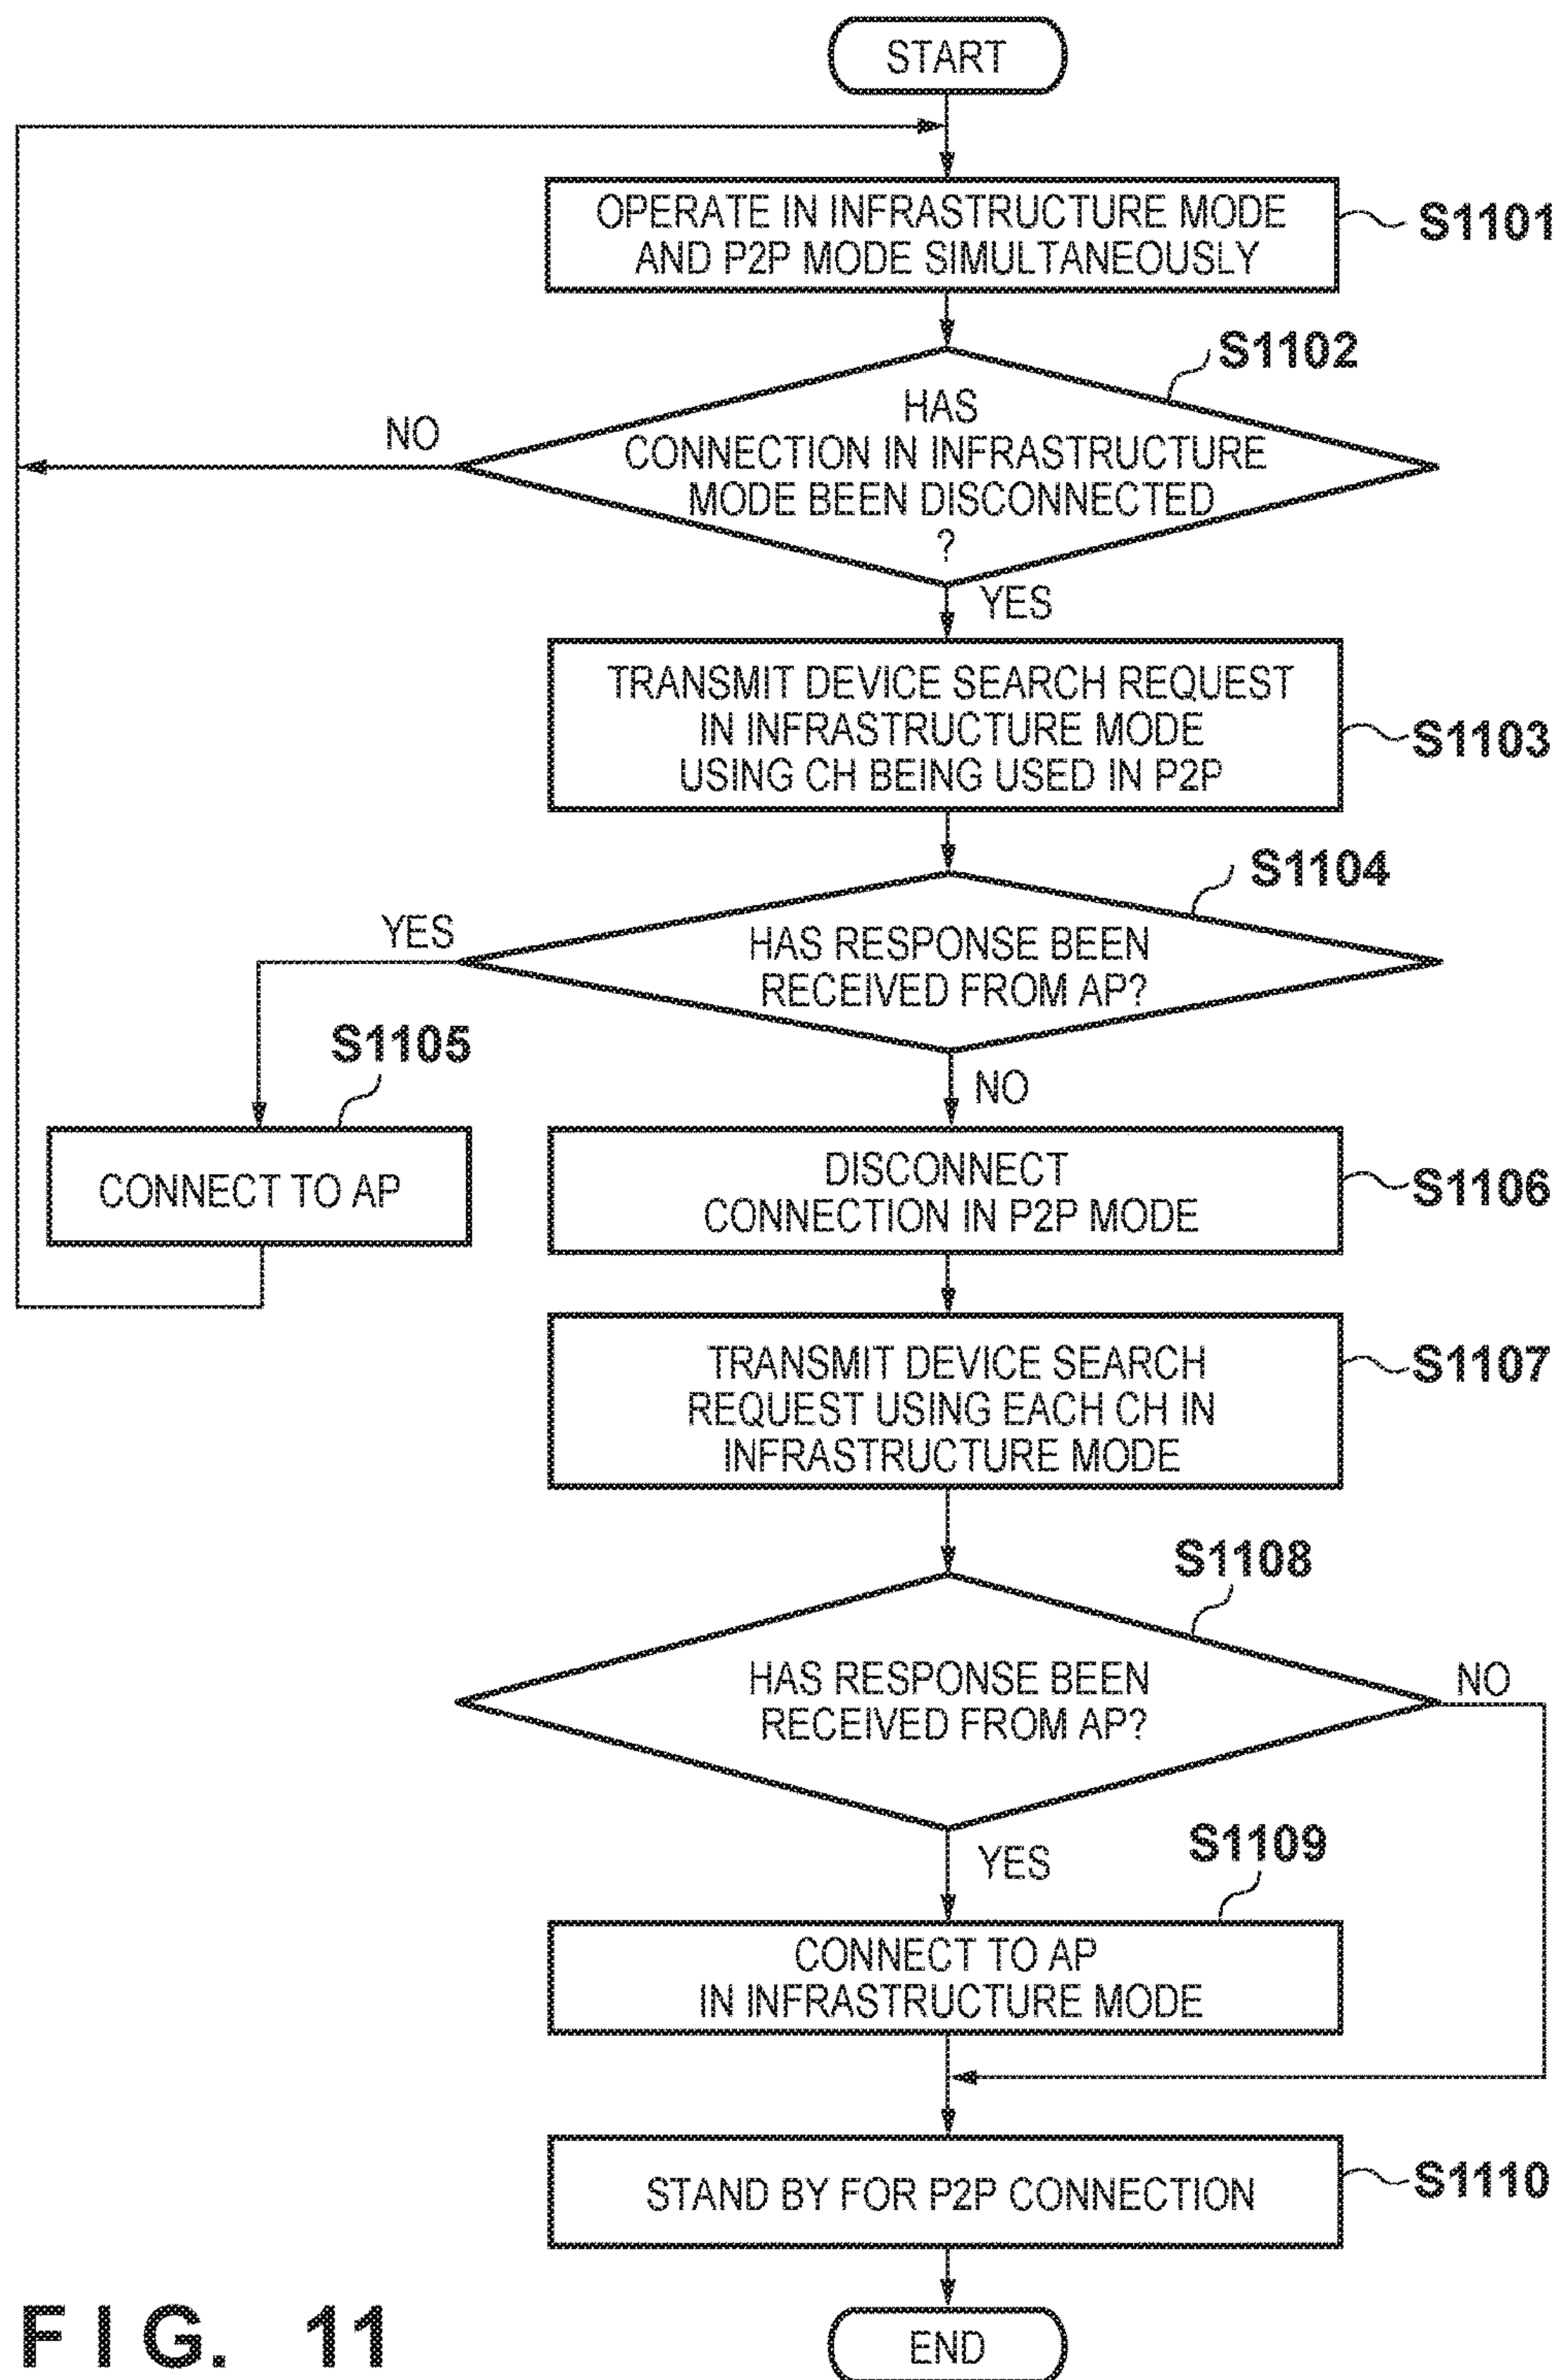 START
OPERATE IN INFRASTRUCTURE MODE
AND P2P MODE SIMULTANEOUSLY
S1101
S1102
HAS
CONNECTION IN INFRASTRUCTURE
MODE BEEN DISCONNECTED
?
NO
YES
TRANSMIT DEVICE SEARCH REQUEST
IN INFRASTRUCTURE MODE
USING CH BEING USED IN P2P
S1103
S1104
HAS RESPONSE BEEN
RECEIVED FROM AP?
YES
NO
S1105
CONNECT TO AP
DISCONNECT
CONNECTION IN P2P MODE
S1106
TRANSMIT DEVICE SEARCH
REQUEST USING EACH CH IN
INFRASTRUCTURE MODE
S1107
S1108
HAS RESPONSE BEEN
RECEIVED FROM AP?
NO
YES
S1109
CONNECT TO AP
IN INFRASTRUCTURE MODE
STAND BY FOR P2P CONNECTION
S1110
END
FIG. 11